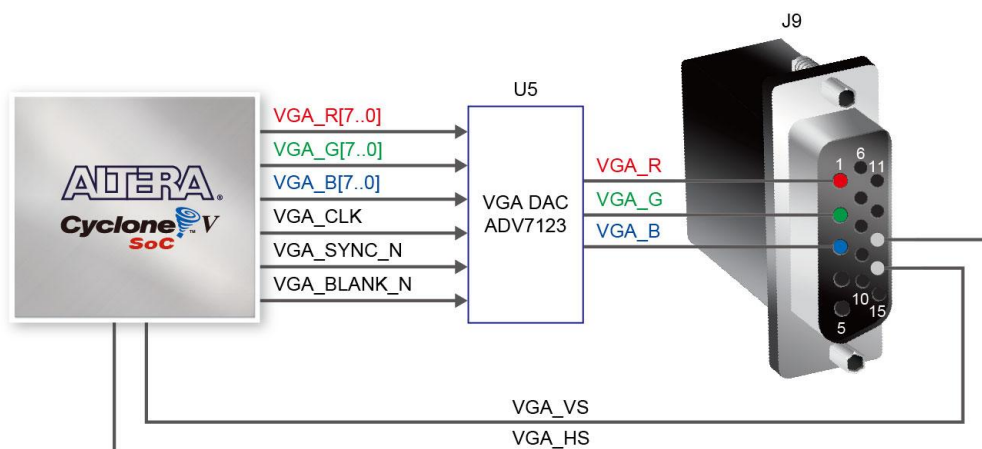 J9
U5
VGA_R[7..0]
VGA_G[7..0]
VGA_B[7..0]
VGA_CLK
VGA_SYNC_N
VGA_BLANK_N
ALTERA®
Cyclone™ V
SoC
VGA DAC
ADV7123
VGA_R
VGA_G
VGA_B
1
6
11
5
10
15
VGA_VS
VGA_HS